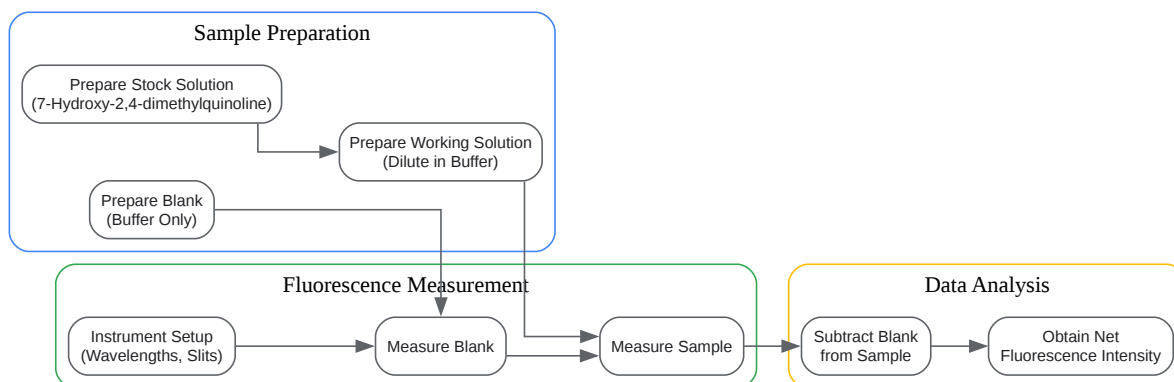 Sample Preparation
Prepare Stock Solution
(7-Hydroxy-2,4-dimethylquinoline)
Prepare Working Solution
(Dilute in Buffer)
Prepare Blank
(Buffer Only)
Fluorescence Measurement
Instrument Setup
(Wavelengths, Slits)
Measure Blank
Measure Sample
Data Analysis
Subtract Blank
from Sample
Obtain Net
Fluorescence Intensity